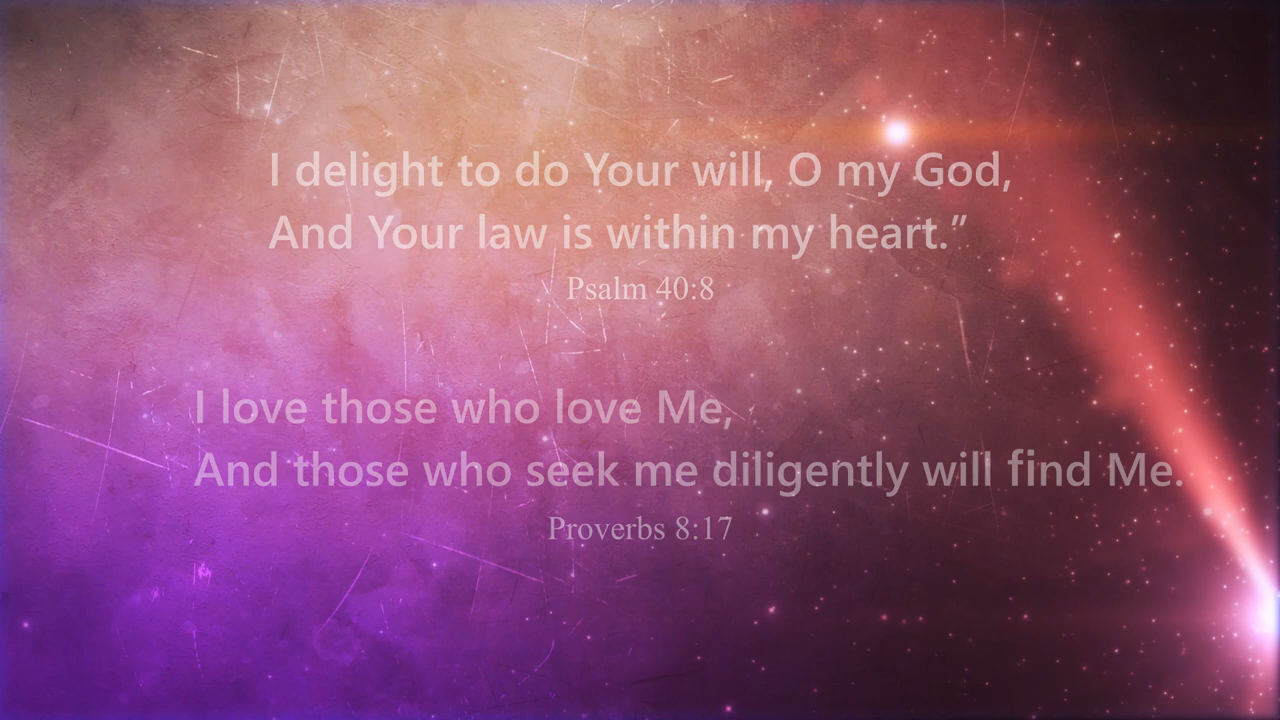 I delight to do Your will, O my God,
And Your law is within my heart.”
Psalm 40:8
I love those who love Me,
And those who seek me diligently will find Me.
Proverbs 8:17